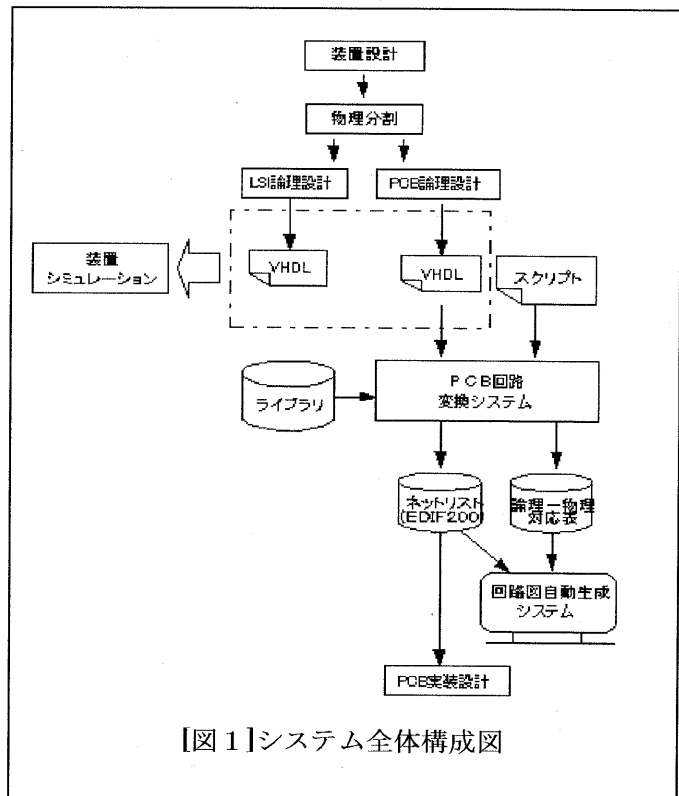 装置設計
物理分割
LSI論理設計
PCB論理設計
装置
シミュレーション
VHDL
VHDL
スクリプト
ライブラリ
ＰＣＢ回路
変換システム
ネットリスト
(EDIF200)
論理－物理
対応表
回路図自動生成
システム
PCB実装設計
[図１]システム全体構成図